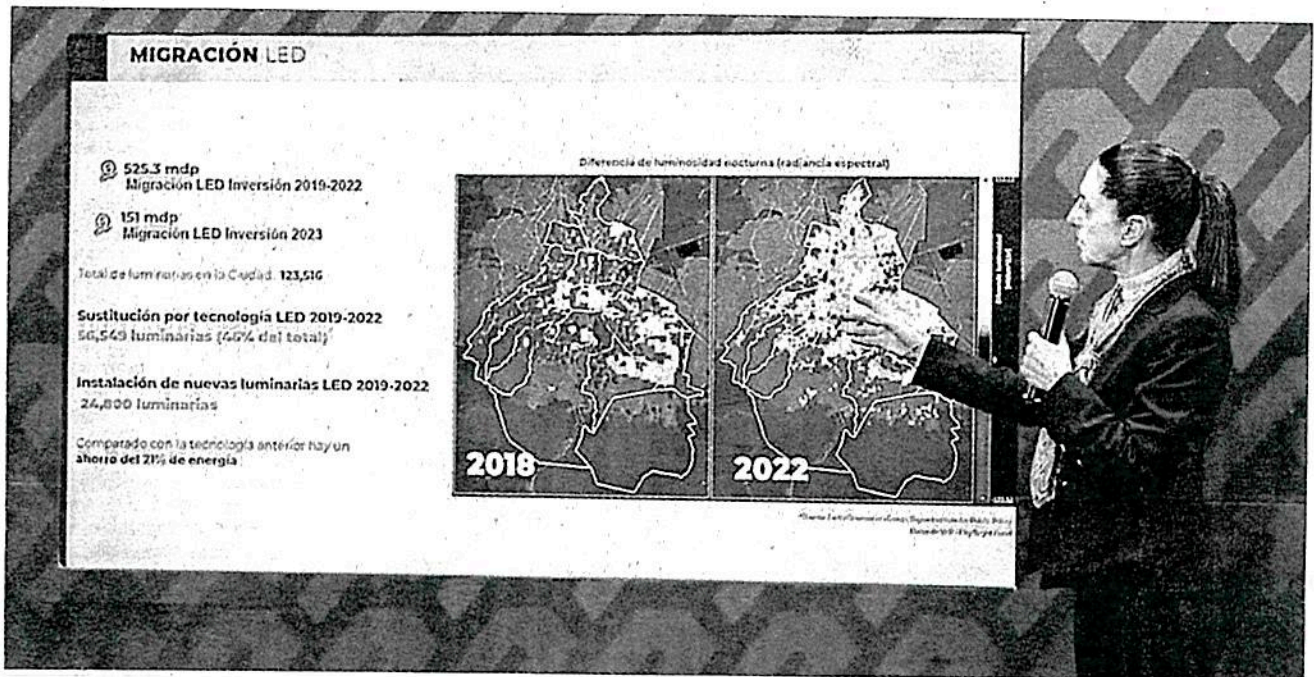 MIGRACIÓN LED
525.3 mdp
Migración LED Inversión 2019-2022
151 mdp
Migración LED Inversión 2023
Total de luminarias en la Ciudad: 123,516
Sustitución por tecnología LED 2019-2022
56,549 luminarias (46% del total)
Instalación de nuevas luminarias LED 2019-2022
24,800 luminarias
Comparado con la tecnología anterior hay un
ahorro del 21% de energía
Diferencia de luminosidad nocturna (radiancia espectral)
2018
2022